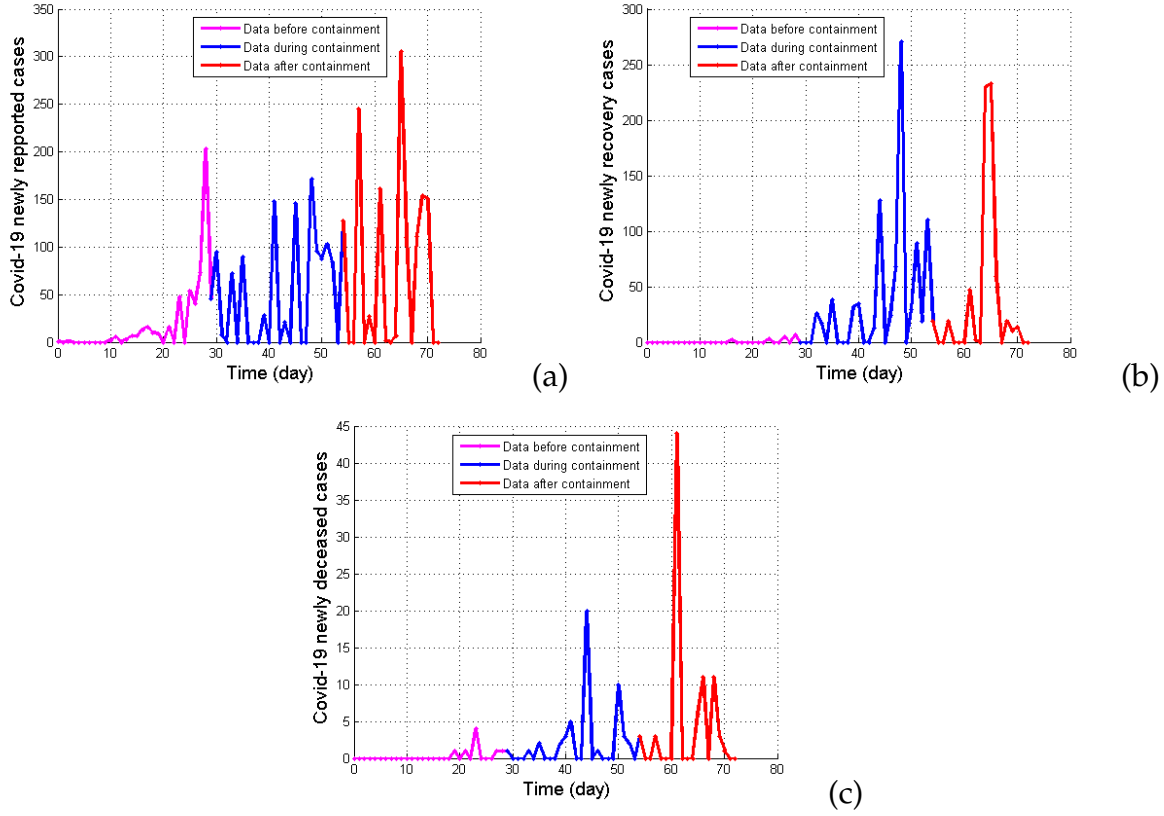 Covid-19 newly repported cases
350
300
250
200
150
100
50
0
0 10 20 30 40 50 60 70 80
Time (day)
Data before containment
Data during containment
Data after containment
(a)
Covid-19 newly recovery cases
300
250
200
150
100
50
0
0 10 20 30 40 50 60 70 80
Time (day)
Data before containment
Data during containment
Data after containment
(b)
Covid-19 newly deceased cases
45
40
35
30
25
20
15
10
5
0
0 10 20 30 40 50 60 70 80
Time (day)
Data before containment
Data during containment
Data after containment
(c)